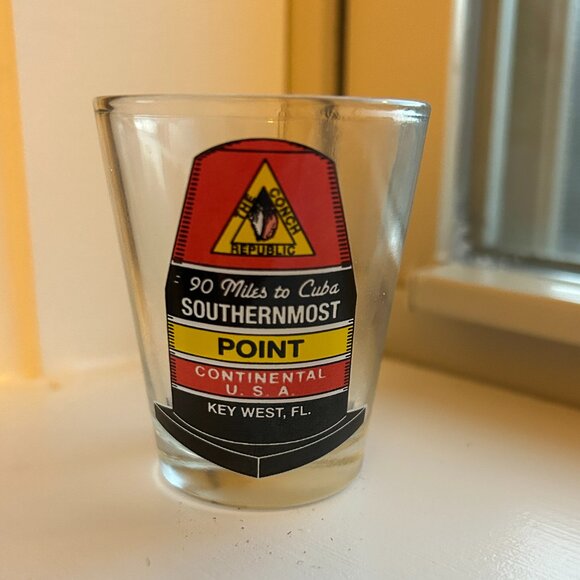 THE CONCH
REPUBLIC
90 Miles to Cuba
SOUTHERNMOST
POINT
CONTINENTAL
U. S. A.
KEY WEST, FL.